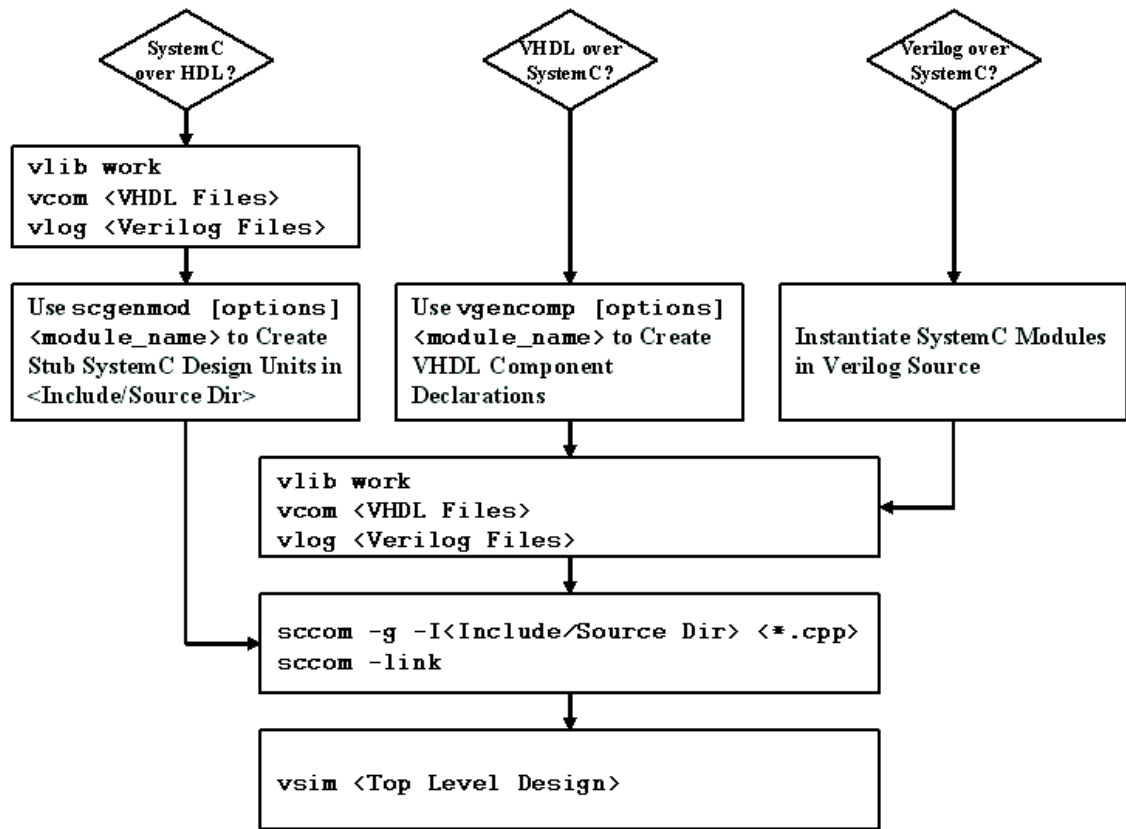 SystemC
over HDL?
VHDL over
SystemC?
Verilog over
SystemC?
vlib work
vcom <VHDL Files>
vlog <Verilog Files>
Use scgenmod [options]
<module_name> to Create
Stub SystemC Design Units in
<Include/Source Dir>
Use vgencomp [options]
<module_name> to Create
VHDL Component
Declarations
Instantiate SystemC Modules
in Verilog Source
vlib work
vcom <VHDL Files>
vlog <Verilog Files>
sccom -g -I<Include/Source Dir> <*.cpp>
sccom -link
vsim <Top Level Design>